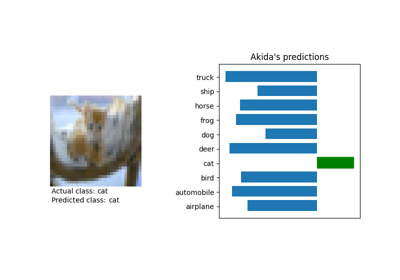 Akida's predictions
truck
ship
horse
frog
dog
deer
cat
bird
automobile
airplane
Actual class: cat
Predicted class: cat